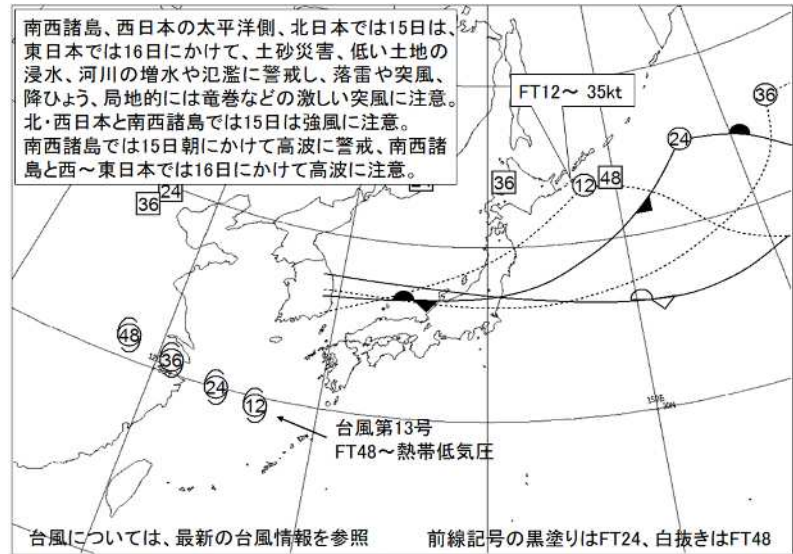 南西諸島、西日本の太平洋側、北日本では15日は、
東日本では16日にかけて、土砂災害、低い土地の
浸水、河川の増水や氾濫に警戒し、落雷や突風、
降ひょう、局地的には竜巻などの激しい突風に注意。
北・西日本と南西諸島では15日は強風に注意。
南西諸島では15日朝にかけて高波に警戒、南西諸
島と西～東日本では16日にかけて高波に注意。
FT12～ 35kt
36
24
24
36
36
12
48
48
36
24
12
150E
30N
台風第13号
FT48～熱帯低気圧
台風については、最新の台風情報を参照
前線記号の黒塗りはFT24、白抜きはFT48